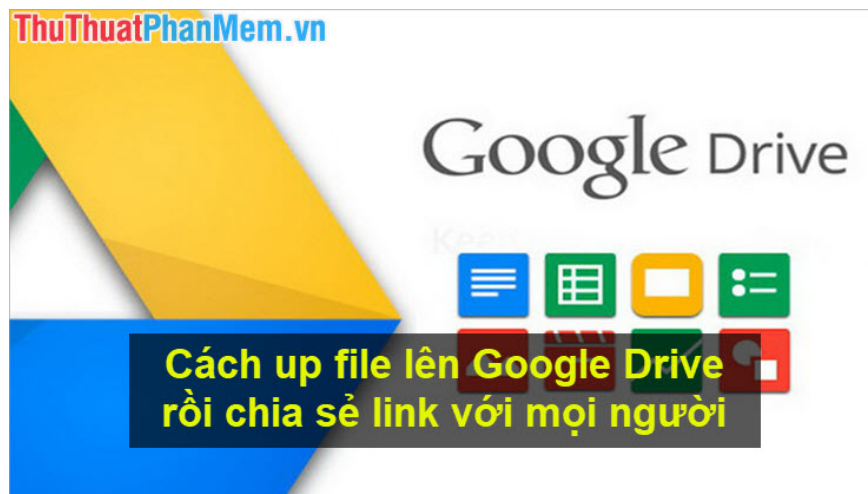 ThuThuatPhanMem.vn
Google Drive
Cách up file lên Google Drive
rồi chia sẻ link với mọi người